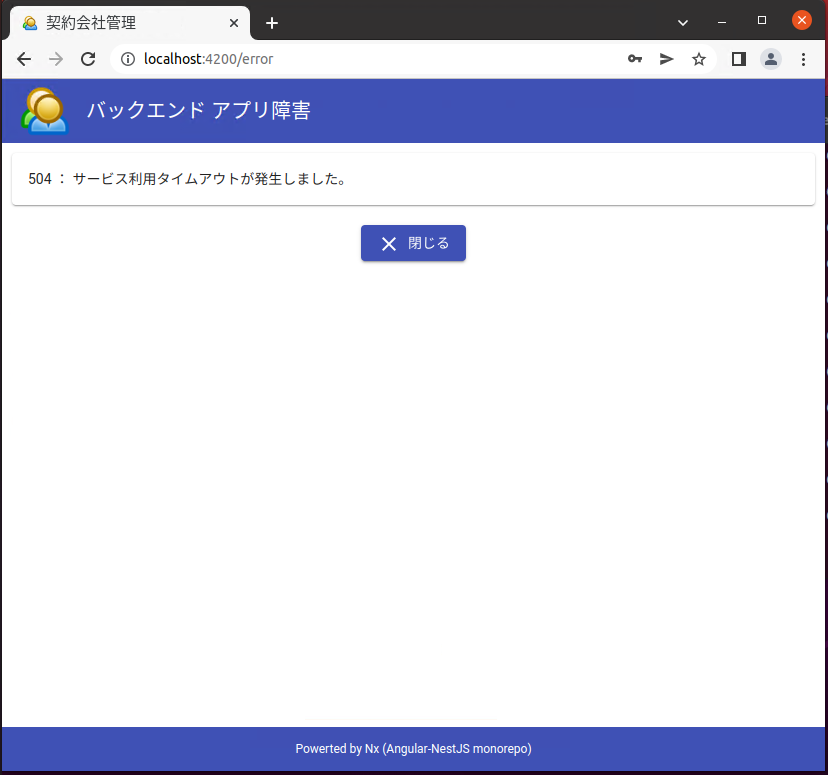 契約会社管理
localhost:4200/error
バックエンド アプリ障害
504 ： サービス利用タイムアウトが発生しました。
閉じる
Powerted by Nx (Angular-NestJS monorepo)